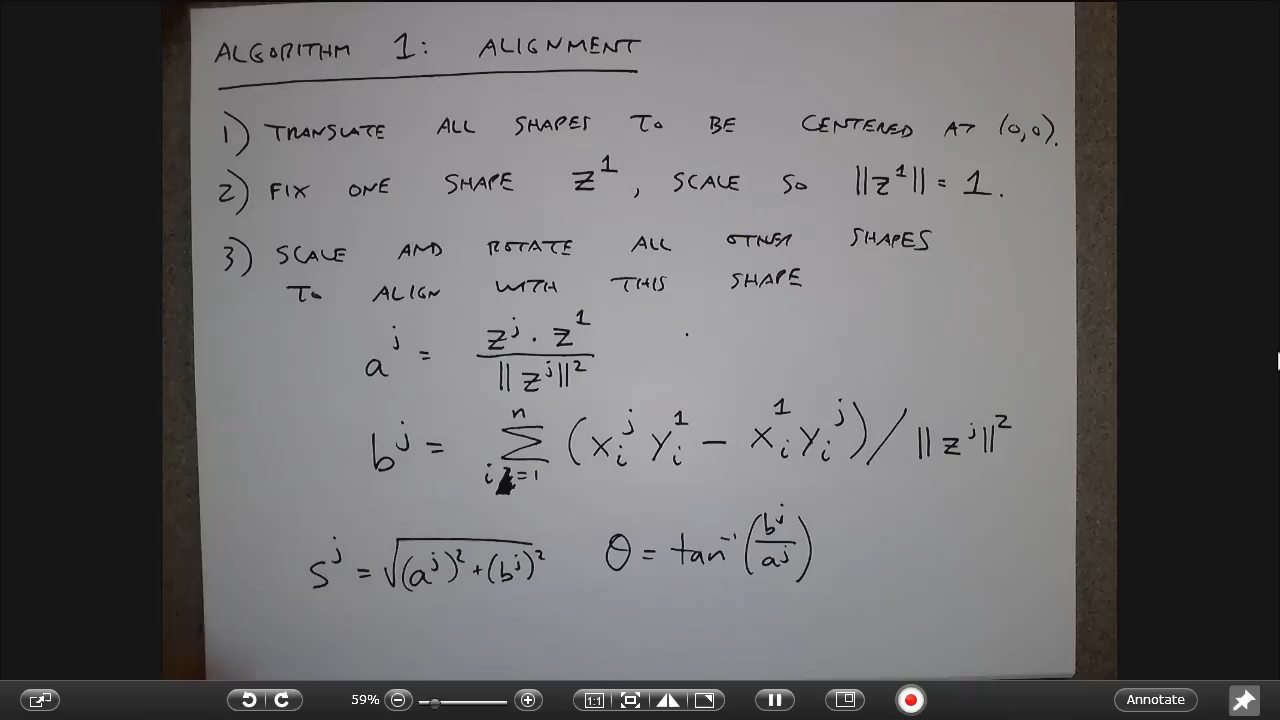 ALGORITHM 1: ALIGNMENT
1) TRANSLATE ALL SHAPES TO BE CENTERED AT (0,0).
2) FIX ONE SHAPE z^1, SCALE SO ||z^1|| = 1.
3) SCALE AND ROTATE ALL OTHER SHAPES
TO ALIGN WITH THIS SHAPE
a^j = (z^j · z^1) / ||z^j||^2
b^j = Σ_{i=1}^{n} (x_i^j y_i^1 - x_i^1 y_i^j) / ||z^j||^2
s^j = √((a^j)^2 + (b^j)^2) θ = tan^{-1}(b^j / a^j)
59% 1:1 Annotate